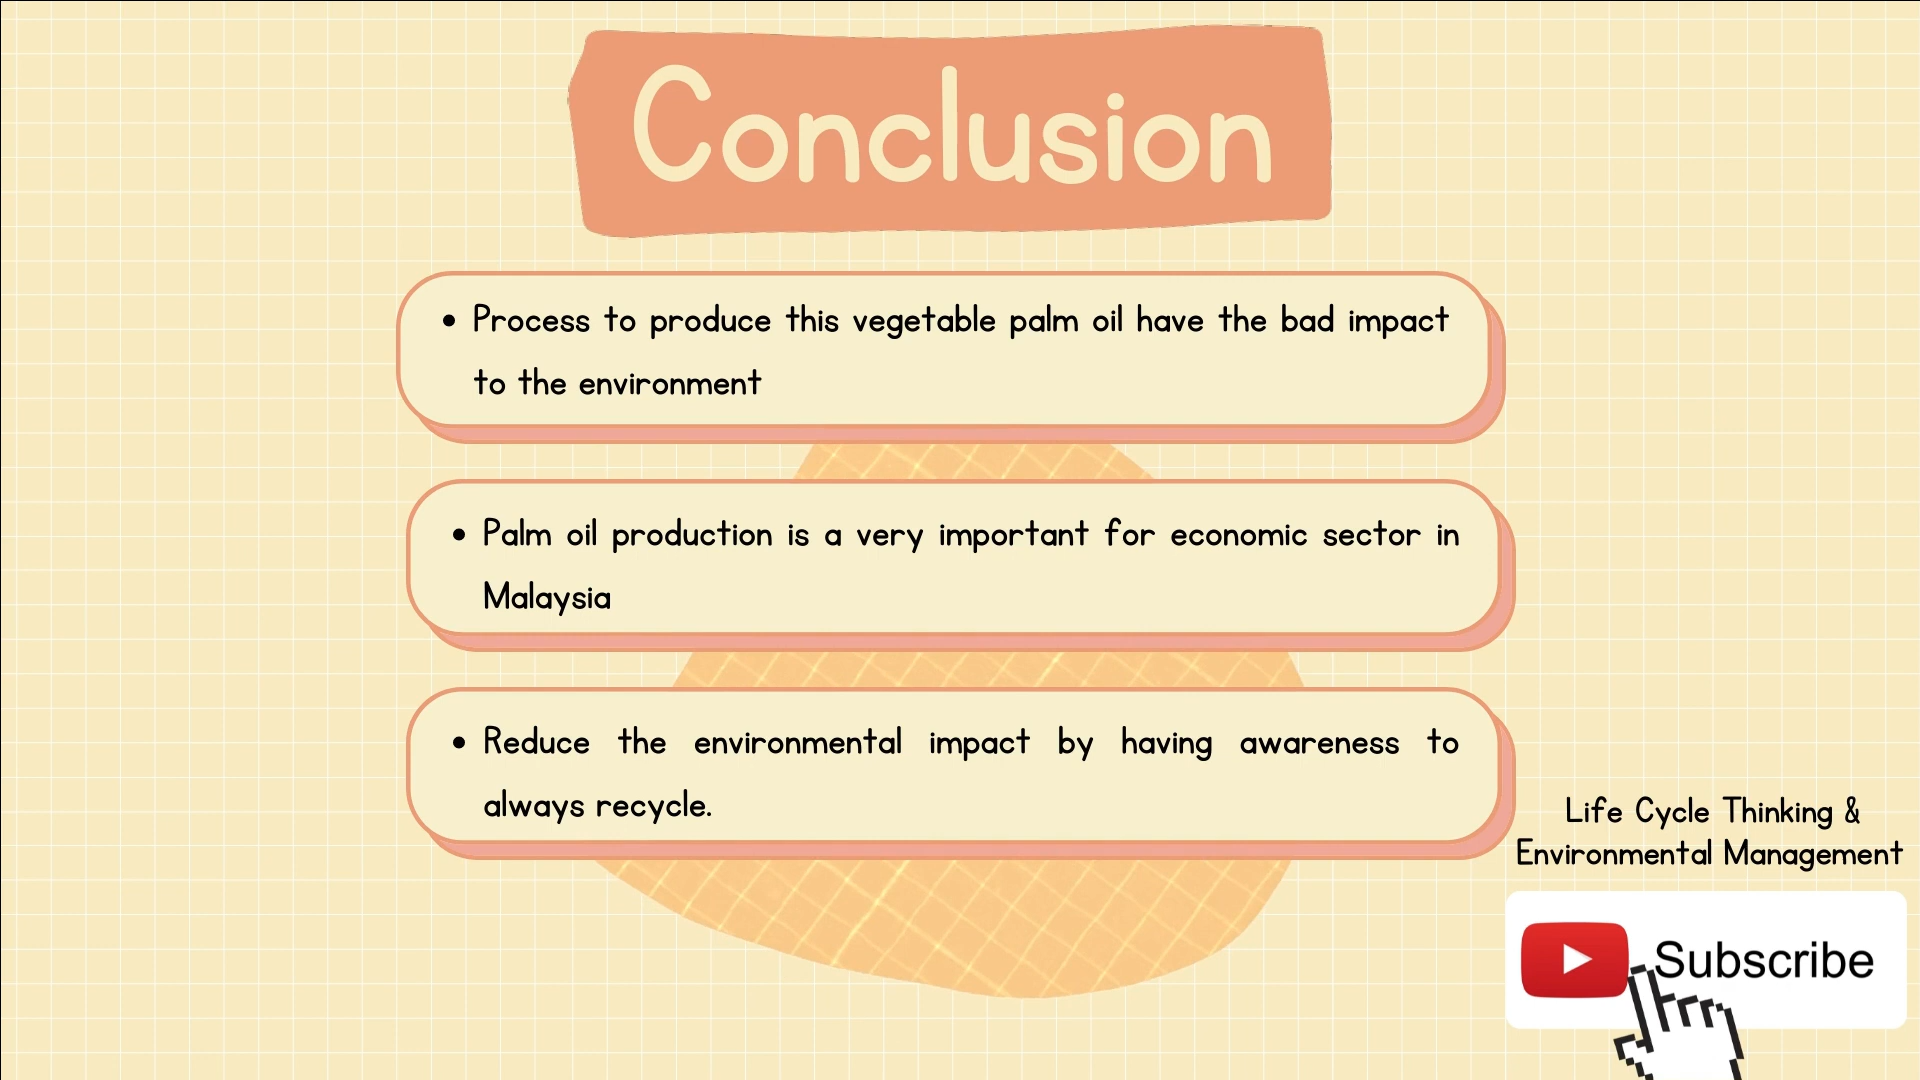 Conclusion
• Process to produce this vegetable palm oil have the bad impact
to the environment
• Palm oil production is a very important for economic sector in
Malaysia
• Reduce the environmental impact by having awareness to
always recycle.
Life Cycle Thinking &
Environmental Management
Subscribe